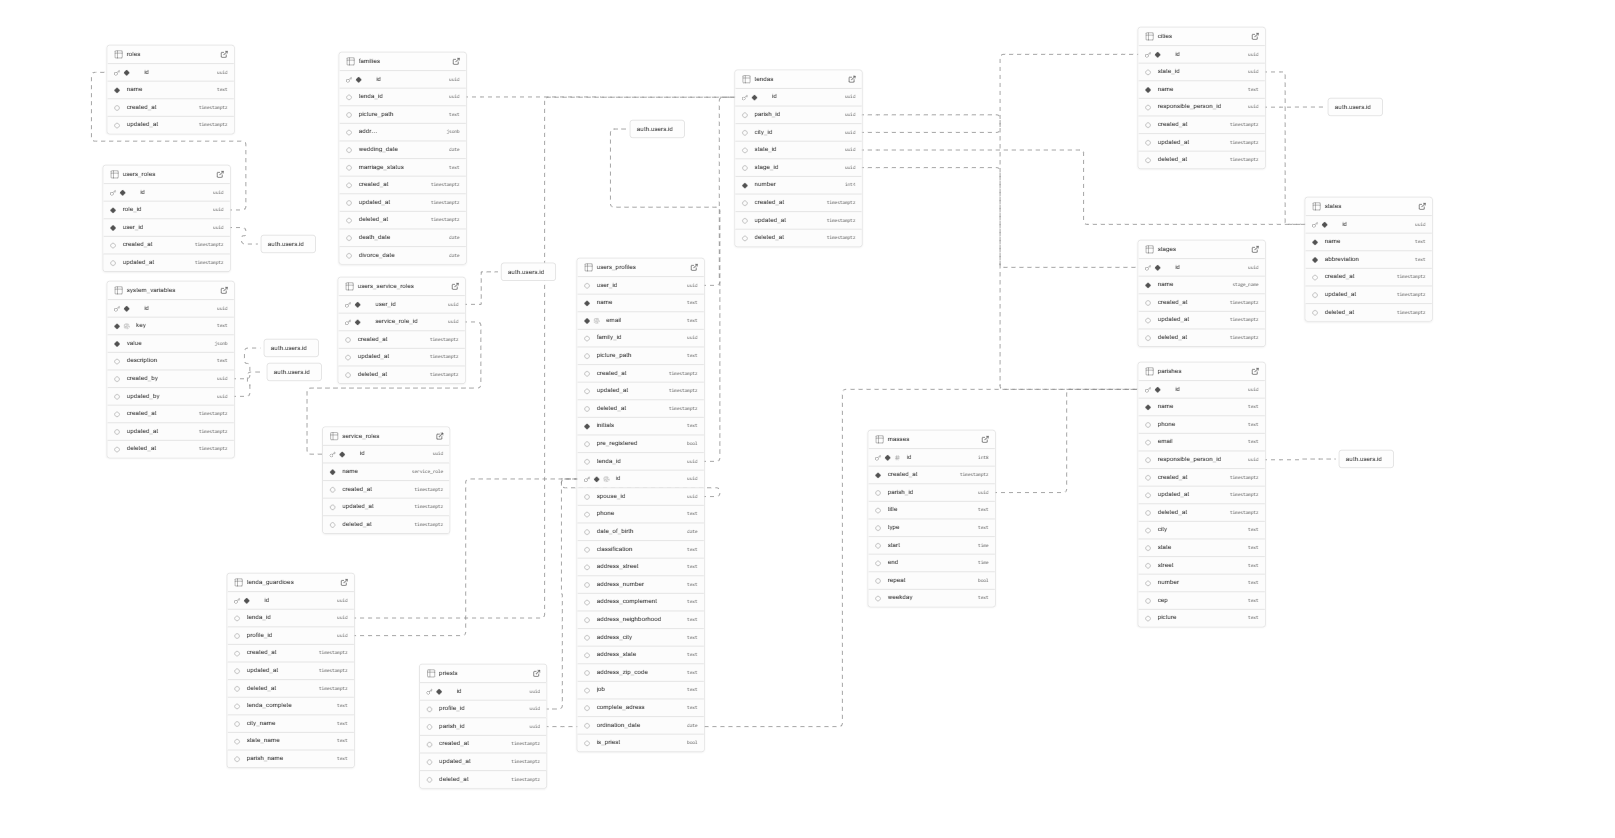 roles
id uuid
name text
created_at timestamptz
updated_at timestamptz
users_roles
id uuid
role_id uuid
user_id uuid
created_at timestamptz
updated_at timestamptz
auth.users.id
system_variables
id uuid
key text
value jsonb
description text
created_by uuid
updated_by uuid
created_at timestamptz
updated_at timestamptz
deleted_at timestamptz
auth.users.id
auth.users.id
families
id uuid
tenda_id uuid
picture_path text
addr... jsonb
wedding_date date
marriage_status text
created_at timestamptz
updated_at timestamptz
deleted_at timestamptz
death_date date
divorce_date date
users_service_roles
user_id uuid
service_role_id uuid
created_at timestamptz
updated_at timestamptz
deleted_at timestamptz
auth.users.id
service_roles
id uuid
name service_role
created_at timestamptz
updated_at timestamptz
deleted_at timestamptz
tenda_guardioes
id uuid
tenda_id uuid
profile_id uuid
created_at timestamptz
updated_at timestamptz
deleted_at timestamptz
tenda_complete text
city_name text
state_name text
parish_name text
priests
id uuid
profile_id uuid
parish_id uuid
created_at timestamptz
updated_at timestamptz
deleted_at timestamptz
auth.users.id
users_profiles
user_id uuid
name text
email text
family_id uuid
picture_path text
created_at timestamptz
updated_at timestamptz
deleted_at timestamptz
initials text
pre_registered bool
tenda_id uuid
id uuid
spouse_id uuid
phone text
date_of_birth date
classification text
address_street text
address_number text
address_complement text
address_neighborhood text
address_city text
address_state text
address_zip_code text
job text
complete_adress text
ordination_date date
is_priest bool
tendas
id uuid
parish_id uuid
city_id uuid
state_id uuid
stage_id uuid
number int2
created_at timestamptz
updated_at timestamptz
deleted_at timestamptz
masses
id int8
created_at timestamptz
parish_id uuid
title text
type text
start time
end time
repeat bool
weekday text
cities
id uuid
state_id uuid
name text
responsible_person_id uuid
created_at timestamptz
updated_at timestamptz
deleted_at timestamptz
auth.users.id
states
id uuid
name text
abbreviation text
created_at timestamptz
updated_at timestamptz
deleted_at timestamptz
stages
id uuid
name stage_name
created_at timestamptz
updated_at timestamptz
deleted_at timestamptz
parishes
id uuid
name text
phone text
email text
responsible_person_id uuid
created_at timestamptz
updated_at timestamptz
deleted_at timestamptz
city text
state text
street text
number text
cep text
picture text
auth.users.id